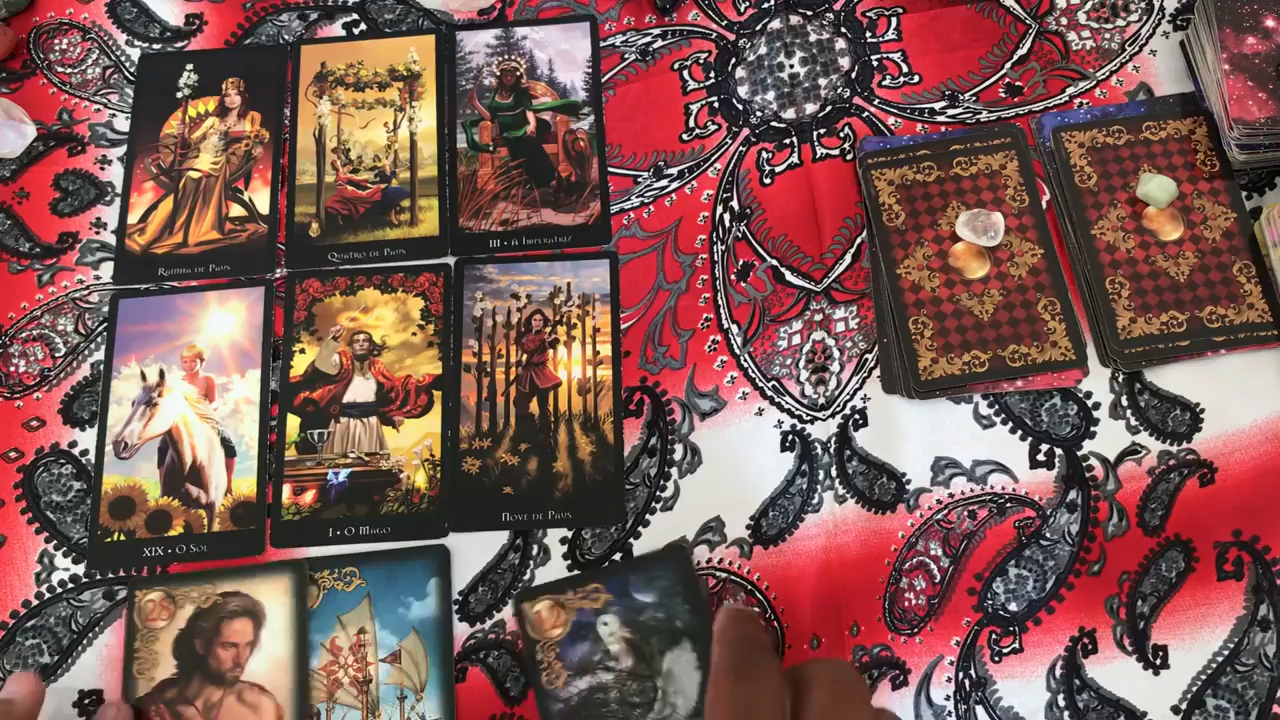 Rainha de Paus
Quatro de Paus
III • A Imperatriz
XIX • O Sol
I • O Mago
Nove de Paus